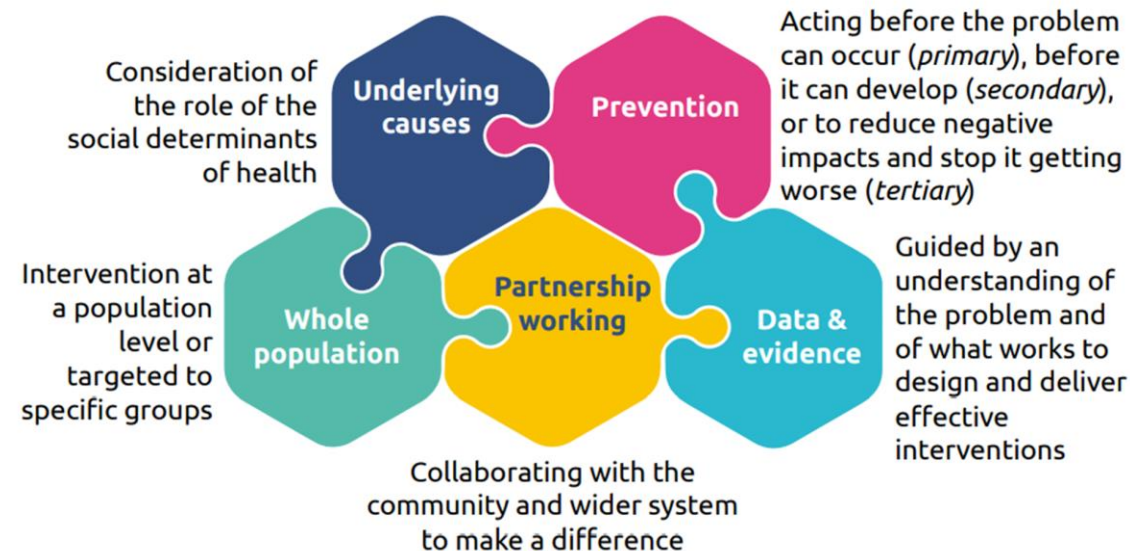 Consideration of
the role of the
social determinants
of health
Underlying
causes
Prevention
Acting before the problem
can occur (primary), before
it can develop (secondary),
or to reduce negative
impacts and stop it getting
worse (tertiary)
Intervention at
a population
level or
targeted to
specific groups
Whole
population
Partnership
working
Data &
evidence
Guided by an
understanding of
the problem and
of what works to
design and deliver
effective
interventions
Collaborating with the
community and wider system
to make a difference